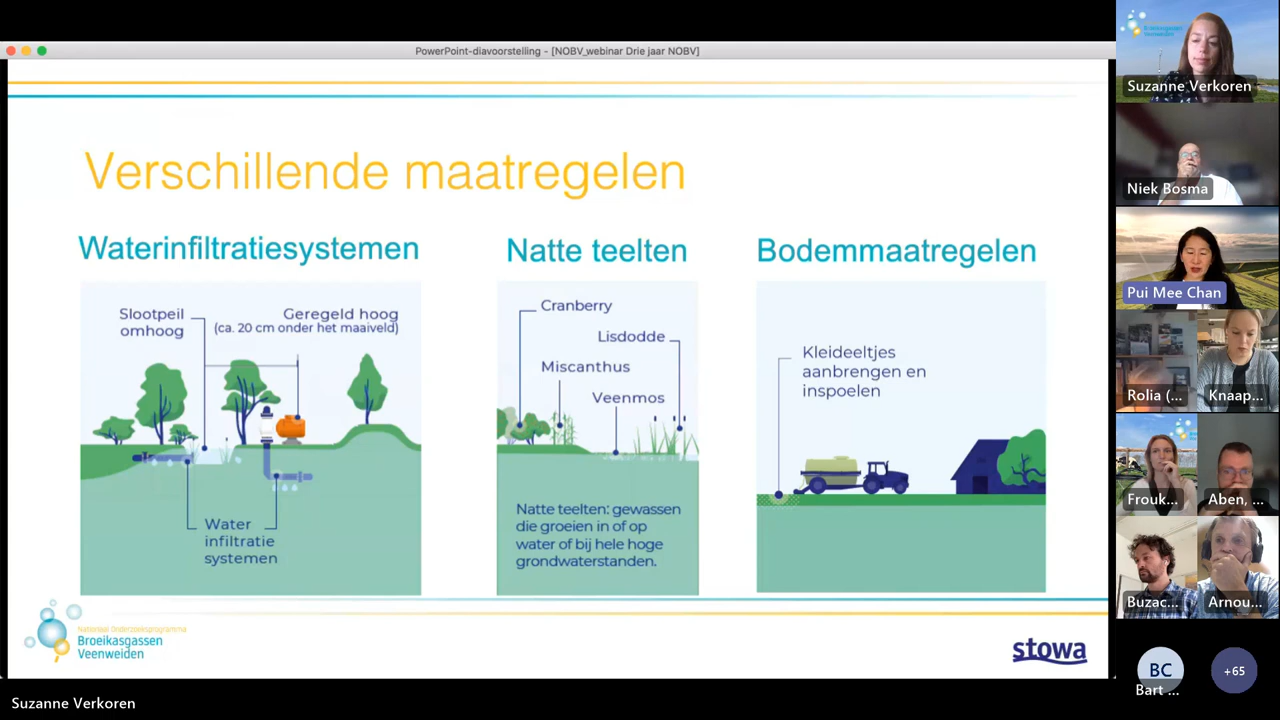 PowerPoint-diavoorstelling - [NOBV_webinar Drie jaar NOBV]
Verschillende maatregelen
Waterinfiltratiesystemen
Slootpeil
omhoog
Geregeld hoog
(ca. 20 cm onder het maaiveld)
Water
infiltratie
systemen
Natte teelten
Cranberry
Lisdodde
Miscanthus
Veenmos
Natte teelten: gewassen
die groeien in of op
water of bij hele hoge
grondwaterstanden.
Bodemmaatregelen
Kleideeltjes
aanbrengen en
inspoelen
Nationaal Onderzoeksprogramma
Broeikasgassen
Veenweiden
stowa
Suzanne Verkoren
Suzanne Verkoren
Niek Bosma
Pui Mee Chan
Rolia (...
Knaap...
Frouk...
Aben, ...
Buzac...
Arnou...
BC
Bart ...
+65